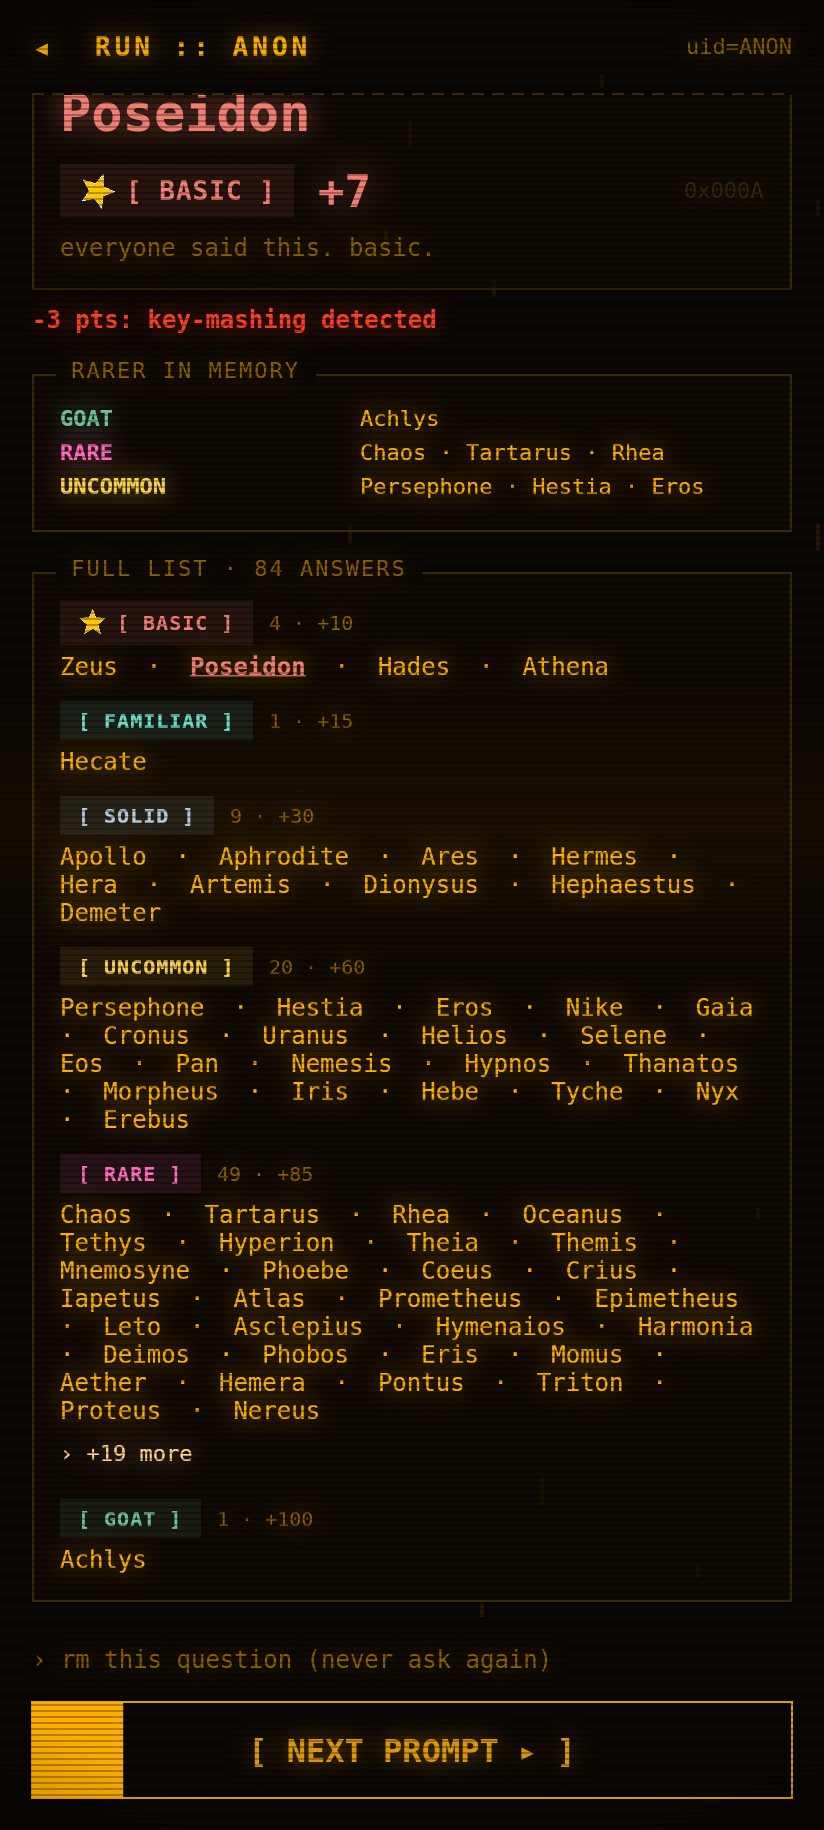 ◂ RUN :: ANON uid=ANON
Poseidon
[ BASIC ] +7 0x000A
everyone said this. basic.
-3 pts: key-mashing detected
RARER IN MEMORY
GOAT Achlys
RARE Chaos · Tartarus · Rhea
UNCOMMON Persephone · Hestia · Eros
FULL LIST · 84 ANSWERS
[ BASIC ] 4 · +10
Zeus · Poseidon · Hades · Athena
[ FAMILIAR ] 1 · +15
Hecate
[ SOLID ] 9 · +30
Apollo · Aphrodite · Ares · Hermes ·
Hera · Artemis · Dionysus · Hephaestus ·
Demeter
[ UNCOMMON ] 20 · +60
Persephone · Hestia · Eros · Nike · Gaia
· Cronus · Uranus · Helios · Selene ·
Eos · Pan · Nemesis · Hypnos · Thanatos
· Morpheus · Iris · Hebe · Tyche · Nyx
· Erebus
[ RARE ] 49 · +85
Chaos · Tartarus · Rhea · Oceanus ·
Tethys · Hyperion · Theia · Themis ·
Mnemosyne · Phoebe · Coeus · Crius ·
Iapetus · Atlas · Prometheus · Epimetheus
· Leto · Asclepius · Hymenaios · Harmonia
· Deimos · Phobos · Eris · Momus ·
Aether · Hemera · Pontus · Triton ·
Proteus · Nereus
› +19 more
[ GOAT ] 1 · +100
Achlys
› rm this question (never ask again)
[ NEXT PROMPT ▸ ]